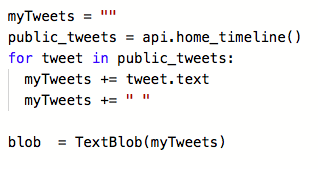 myTweets = ""
public_tweets = api.home_timeline()
for tweet in public_tweets:
  myTweets += tweet.text
  myTweets += " "

blob  = TextBlob(myTweets)